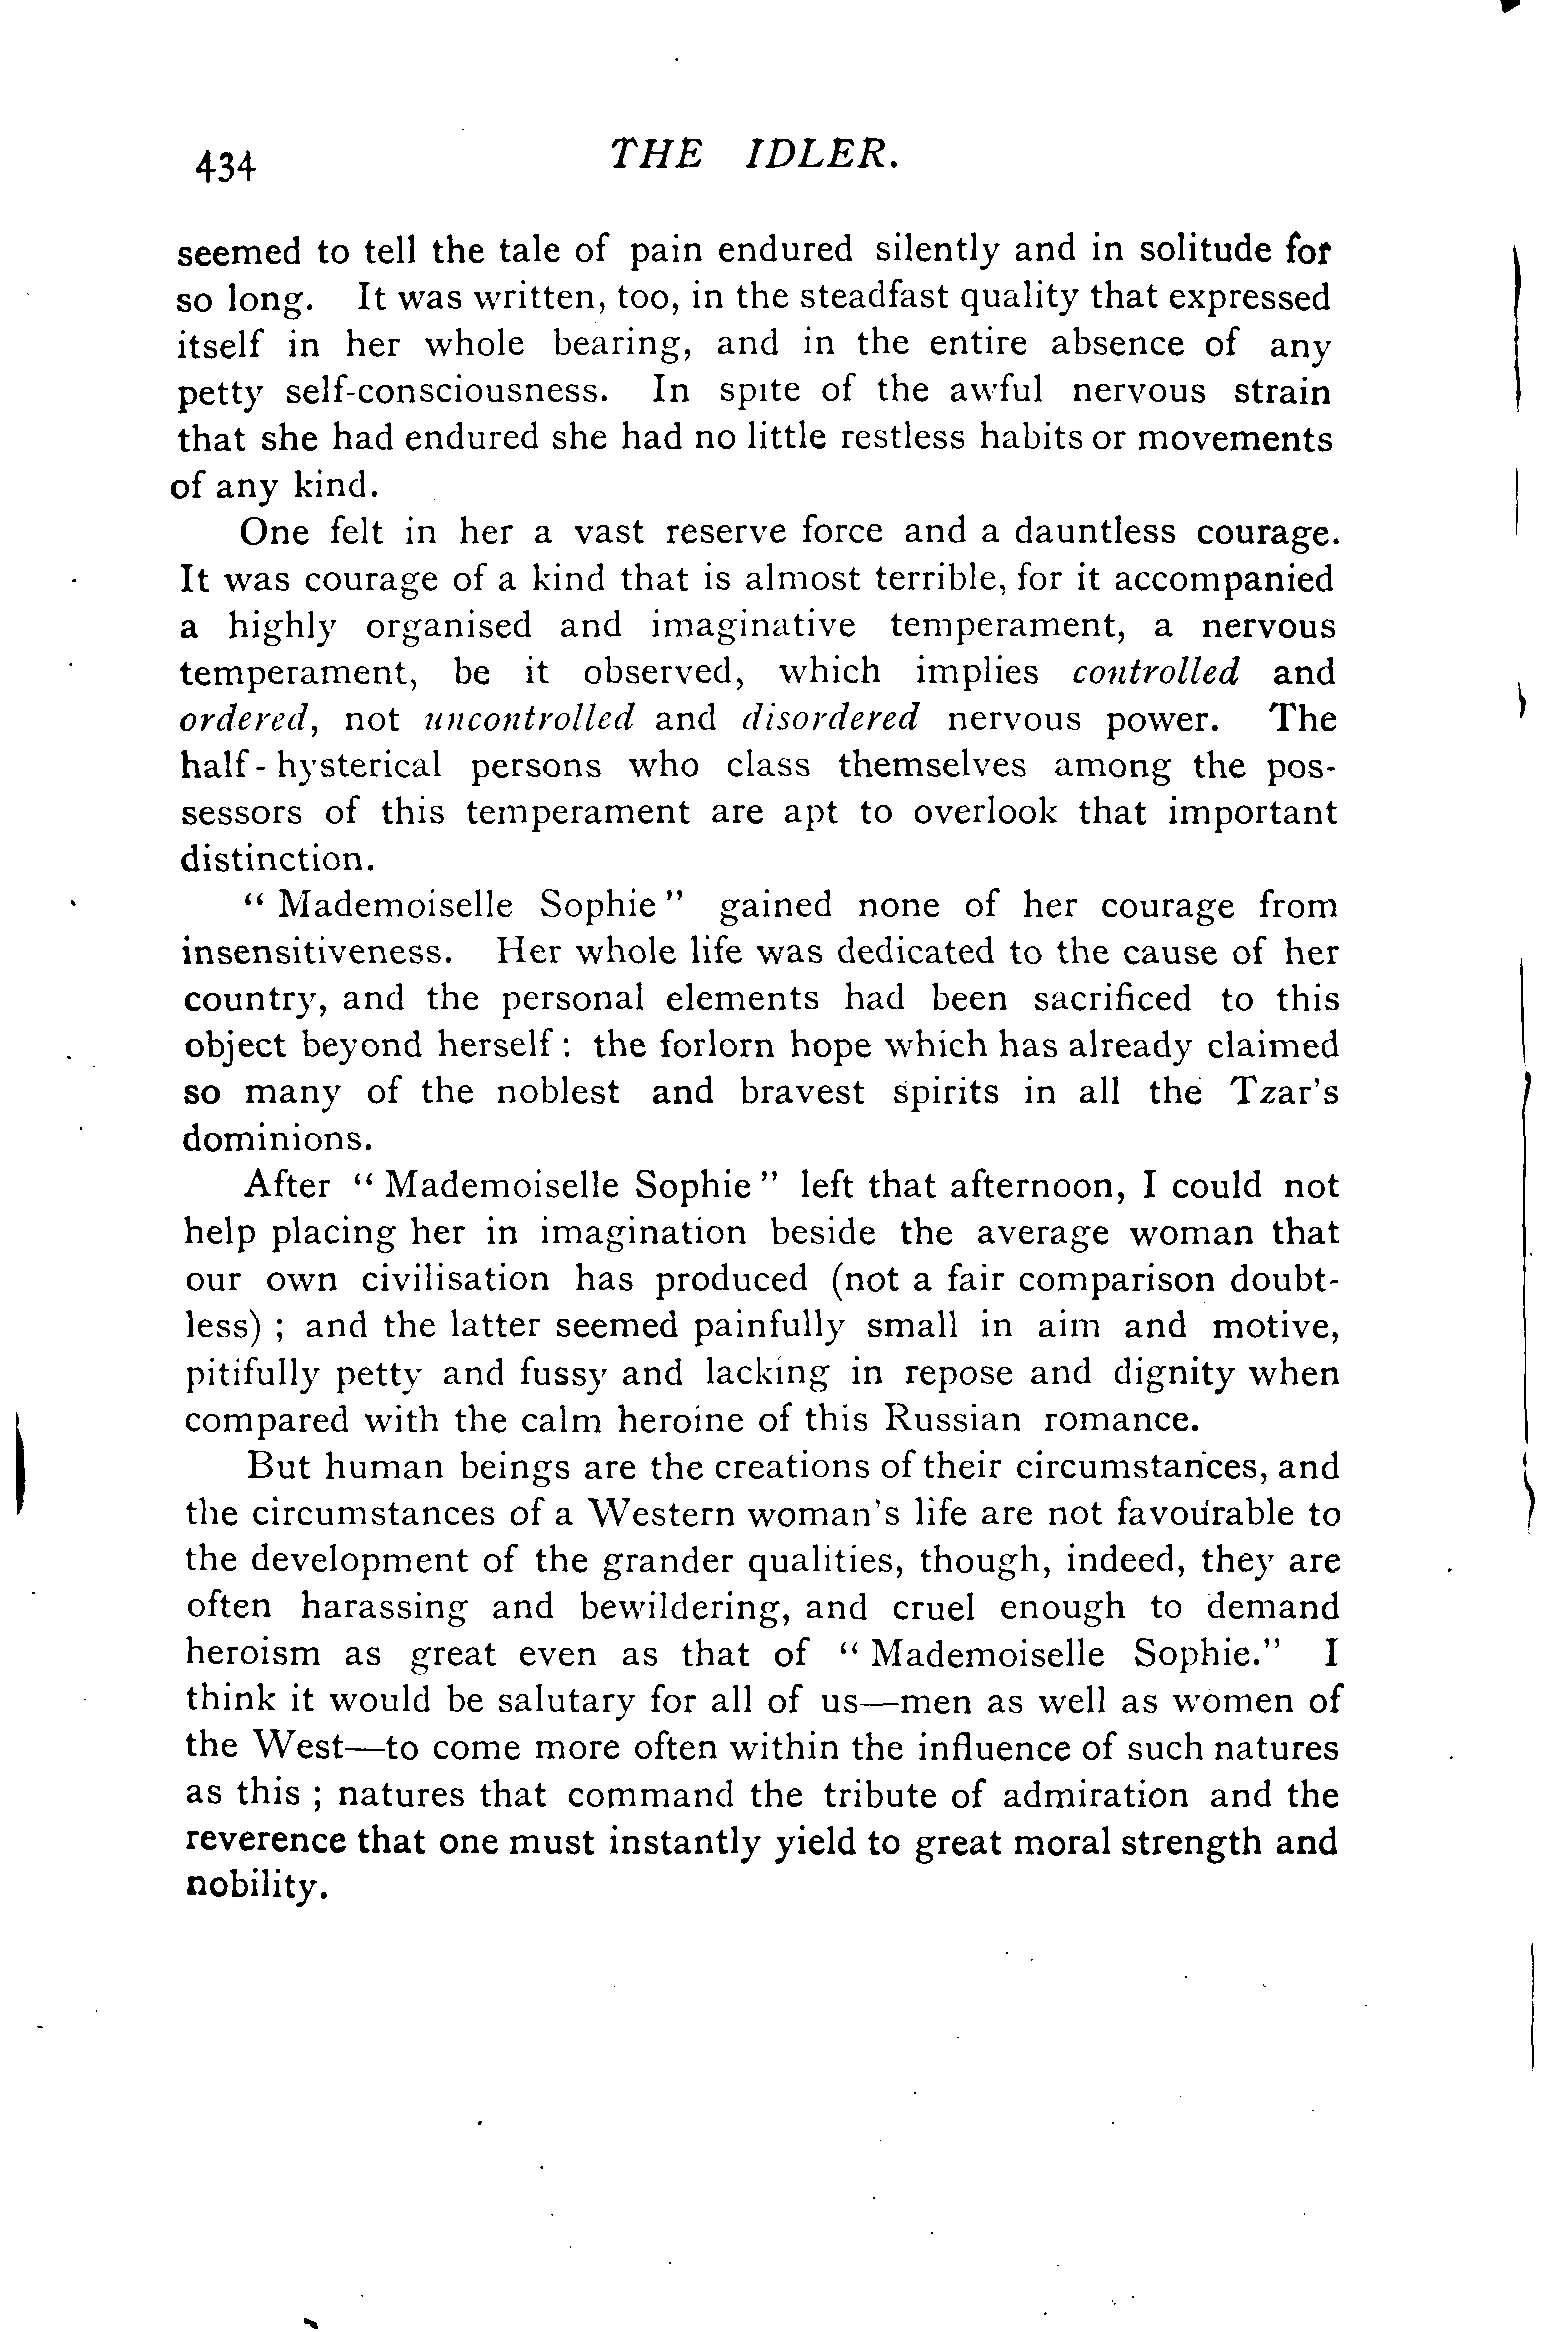 434 THE IDLER.
seemed to tell the tale of pain endured silently and in solitude for
so long. It was written, too, in the steadfast quality that expressed
itself in her whole bearing, and in the entire absence of any
petty self-consciousness. In spite of the awful nervous strain
that she had endured she had no little restless habits or movements
of any kind.
One felt in her a vast reserve force and a dauntless courage.
It was courage of a kind that is almost terrible, for it accompanied
a highly organised and imaginative temperament, a nervous
temperament, be it observed, which implies controlled and
ordered, not uncontrolled and disordered nervous power. The
half-hysterical persons who class themselves among the pos-
sessors of this temperament are apt to overlook that important
distinction.
“Mademoiselle Sophie” gained none of her courage from
insensitiveness. Her whole life was dedicated to the cause of her
country, and the personal elements had been sacrificed to this
object beyond herself: the forlorn hope which has already claimed
so many of the noblest and bravest spirits in all the Tzar's
dominions.
After “Mademoiselle Sophie” left that afternoon, I could not
help placing her in imagination beside the average woman that
our own civilisation has produced (not a fair comparison doubt-
less); and the latter seemed painfully small in aim and motive,
pitifully petty and fussy and lacking in repose and dignity when
compared with the calm heroine of this Russian romance.
But human beings are the creations of their circumstances, and
the circumstances of a Western woman's life are not favourable to
the development of the grander qualities, though, indeed, they are
often harassing and bewildering, and cruel enough to demand
heroism as great even as that of “Mademoiselle Sophie.” I
think it would be salutary for all of us—men as well as women of
the West—to come more often within the influence of such natures
as this; natures that command the tribute of admiration and the
reverence that one must instantly yield to great moral strength and
nobility.